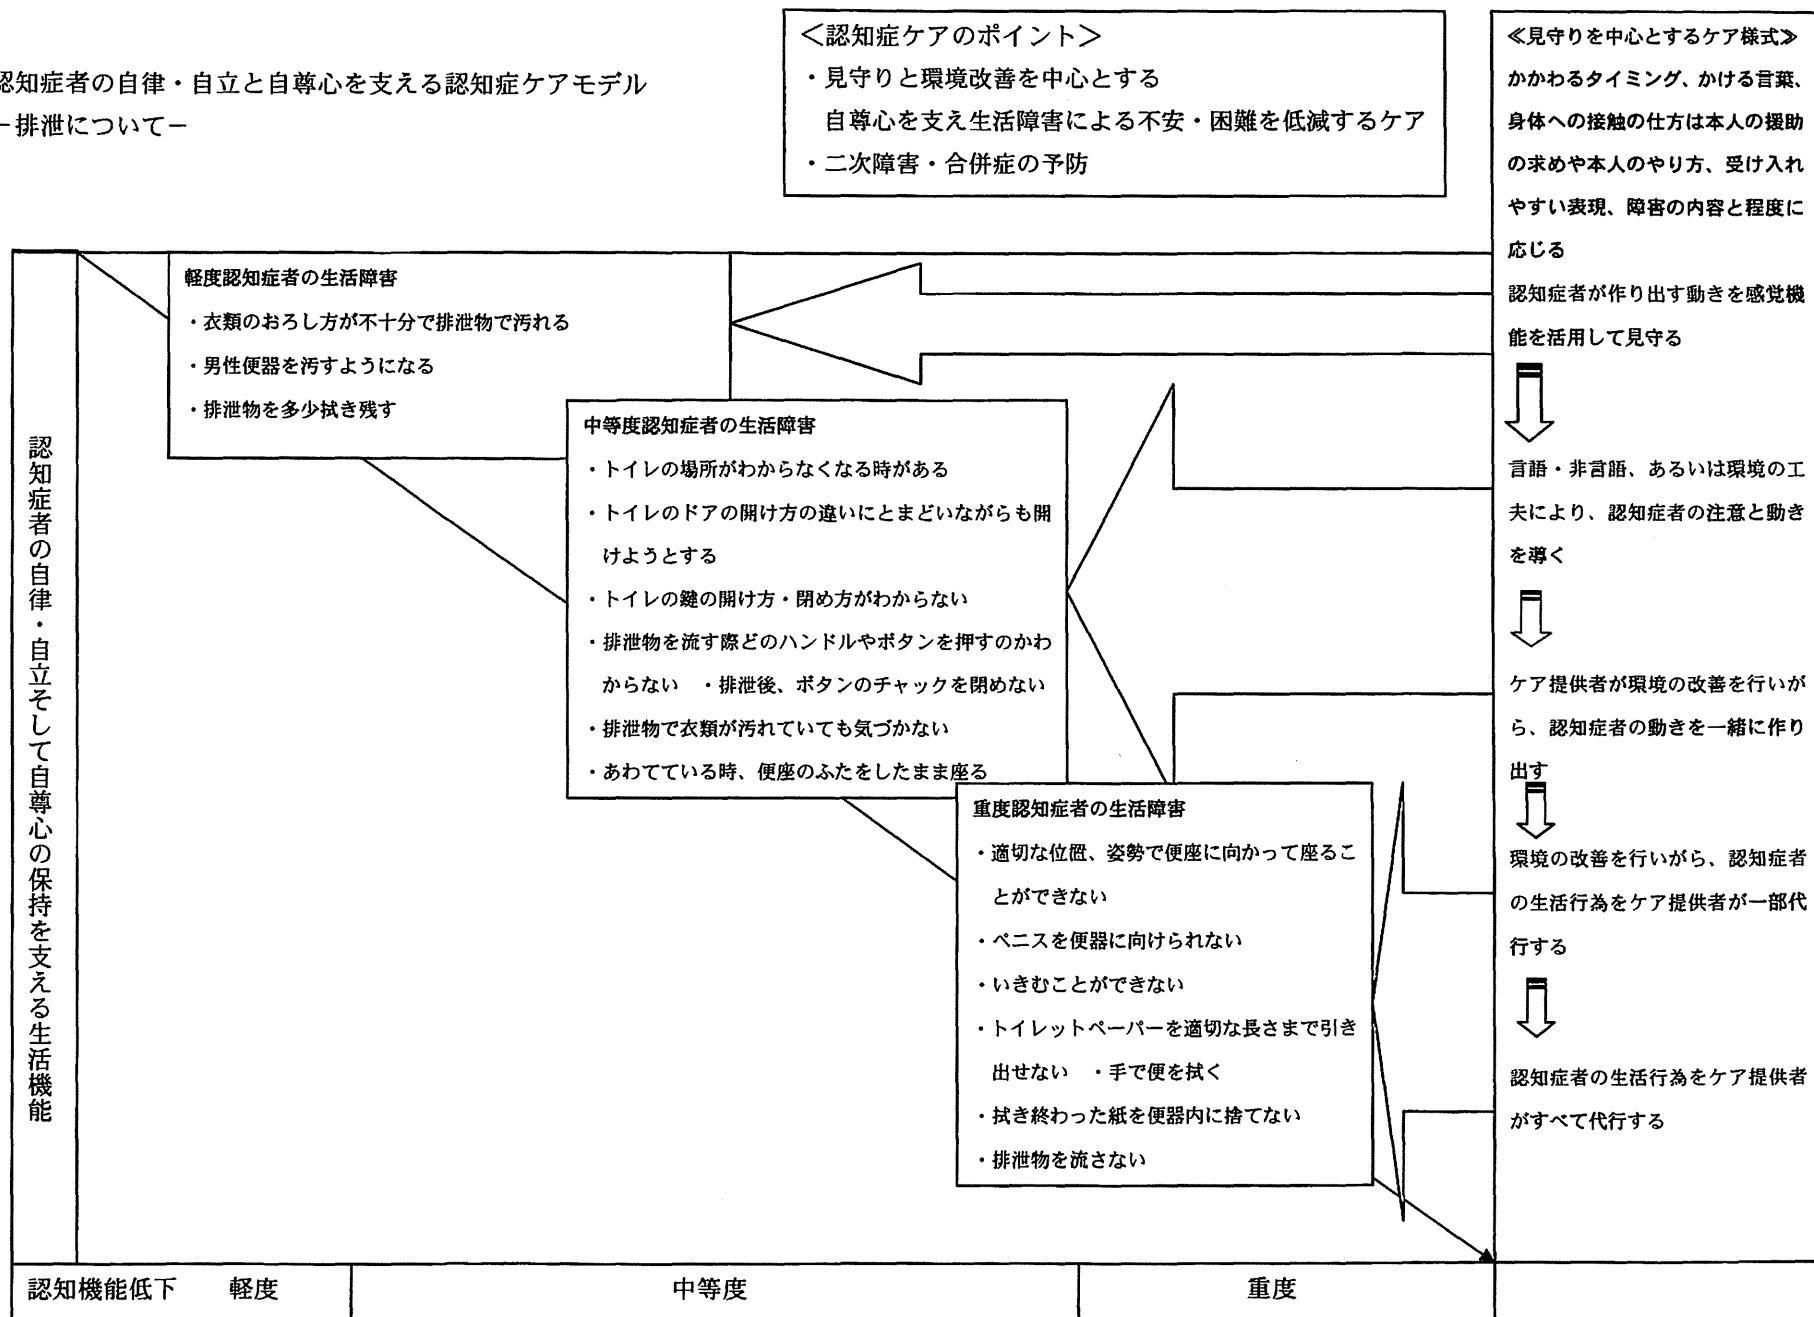 認知症者の自律・自立と自尊心を支える認知症ケアモデル
－排泄について－
＜認知症ケアのポイント＞
・見守りと環境改善を中心とする
自尊心を支え生活障害による不安・困難を低減するケア
・二次障害・合併症の予防
≪見守りを中心とするケア様式≫
かかわるタイミング、かける言葉、
身体への接触の仕方は本人の援助
の求めや本人のやり方、受け入れ
やすい表現、障害の内容と程度に
応じる
認知症者が作り出す動きを感覚機
能を活用して見守る
言語・非言語、あるいは環境の工
夫により、認知症者の注意と動き
を導く
ケア提供者が環境の改善を行いが
ら、認知症者の動きを一緒に作り
出す
環境の改善を行いがら、認知症者
の生活行為をケア提供者が一部代
行する
認知症者の生活行為をケア提供者
がすべて代行する
認知症者の自律・自立そして自尊心の保持を支える生活機能
軽度認知症者の生活障害
・衣類のおろし方が不十分で排泄物で汚れる
・男性便器を汚すようになる
・排泄物を多少拭き残す
中等度認知症者の生活障害
・トイレの場所がわからなくなる時がある
・トイレのドアの開け方の違いにとまどいながらも開
けようとする
・トイレの鍵の開け方・閉め方がわからない
・排泄物を流す際どのハンドルやボタンを押すのかわ
からない　・排泄後、ボタンのチャックを閉めない
・排泄物で衣類が汚れていても気づかない
・あわてている時、便座のふたをしたまま座る
重度認知症者の生活障害
・適切な位置、姿勢で便座に向かって座るこ
とができない
・ペニスを便器に向けられない
・いきむことができない
・トイレットペーパーを適切な長さまで引き
出せない　・手で便を拭く
・拭き終わった紙を便器内に捨てない
・排泄物を流さない
認知機能低下　軽度　中等度　重度